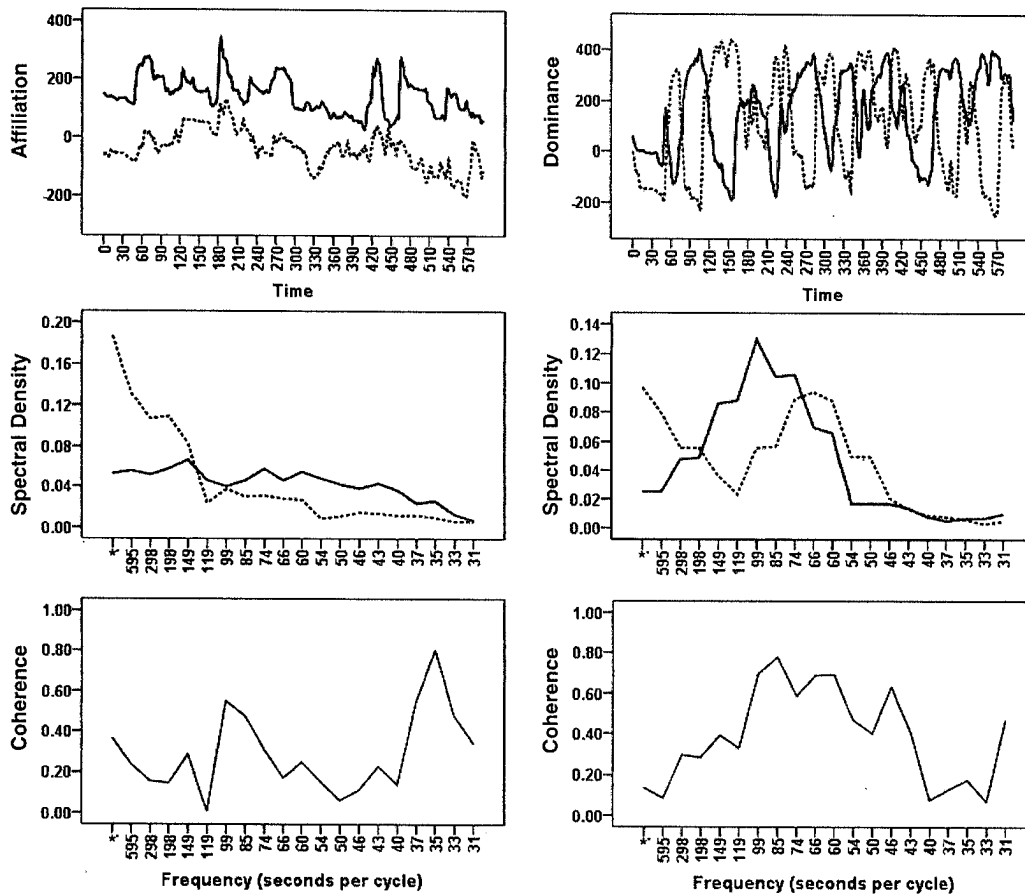 Affiliation
400
200
0
-200
0 30 60 90 120 150 180 210 240 270 300 330 360 390 420 450 480 510 540 570
Time
Dominance
400
200
0
-200
0 30 60 90 120 150 180 210 240 270 300 330 360 390 420 450 480 510 540 570
Time
Spectral Density
0.20
0.16
0.12
0.08
0.04
0.00
* 595 298 198 149 119 99 85 74 66 60 54 50 46 43 40 37 35 33 31
Spectral Density
0.14
0.12
0.10
0.08
0.06
0.04
0.02
0.00
* 595 298 198 149 119 99 85 74 66 60 54 50 46 43 40 37 35 33 31
Coherence
1.00
0.80
0.60
0.40
0.20
0.00
* 595 298 198 149 119 99 85 74 66 60 54 50 46 43 40 37 35 33 31
Frequency (seconds per cycle)
Coherence
1.00
0.80
0.60
0.40
0.20
0.00
* 595 298 198 149 119 99 85 74 66 60 54 50 46 43 40 37 35 33 31
Frequency (seconds per cycle)